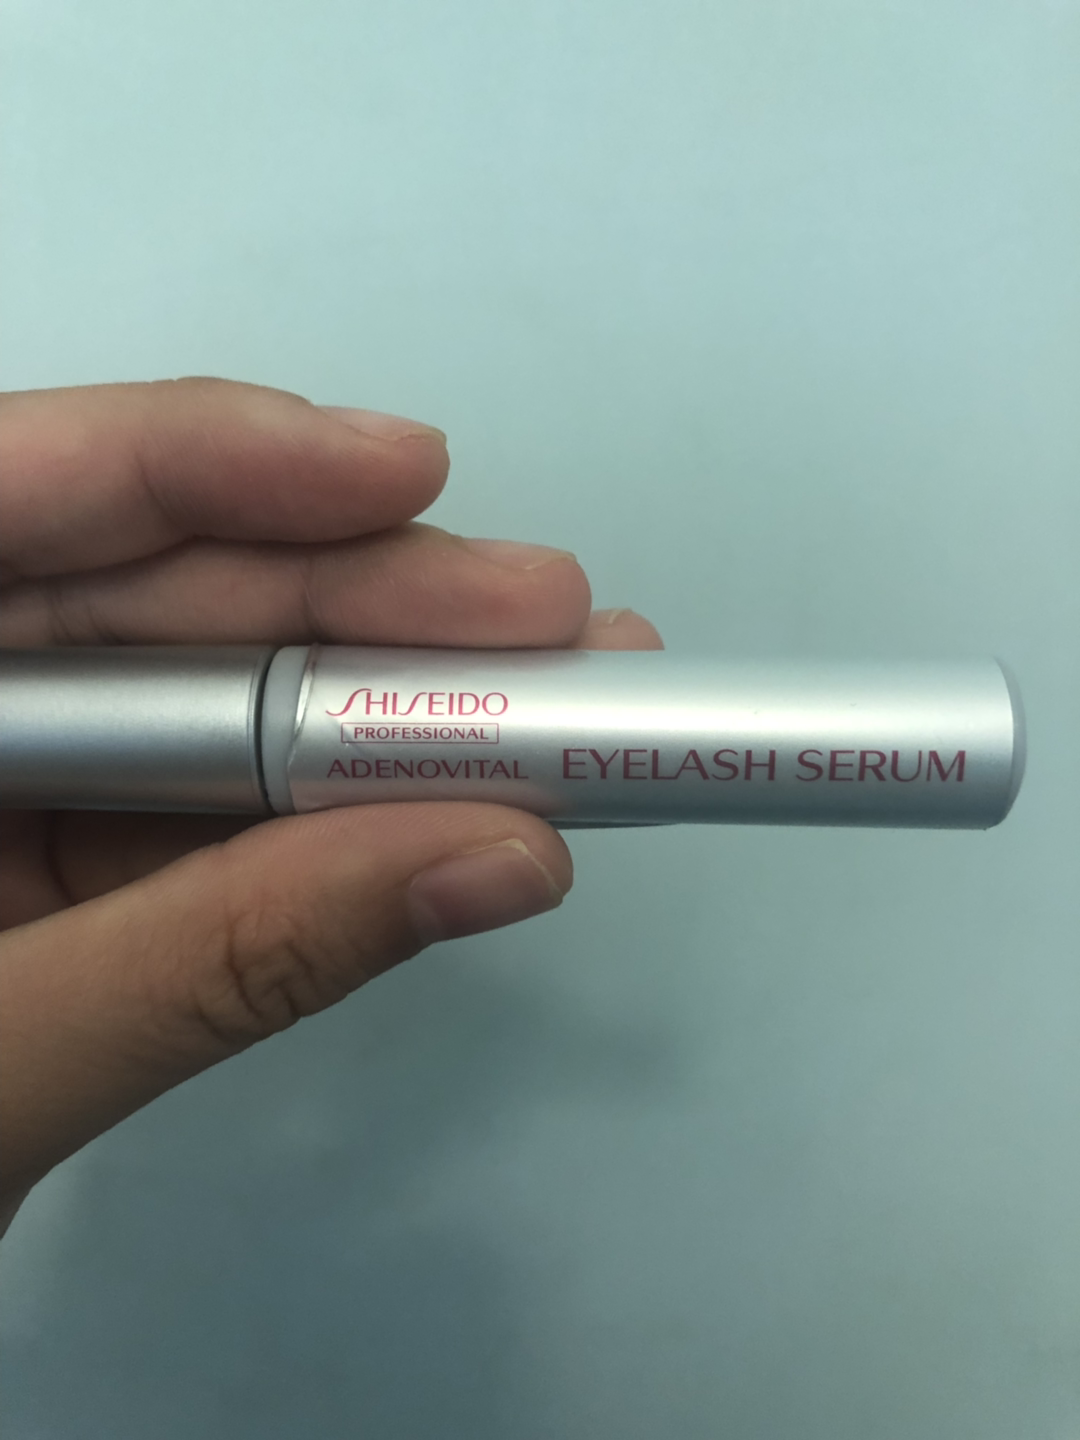 SHISEIDO
PROFESSIONAL
ADENOVITAL EYELASH SERUM